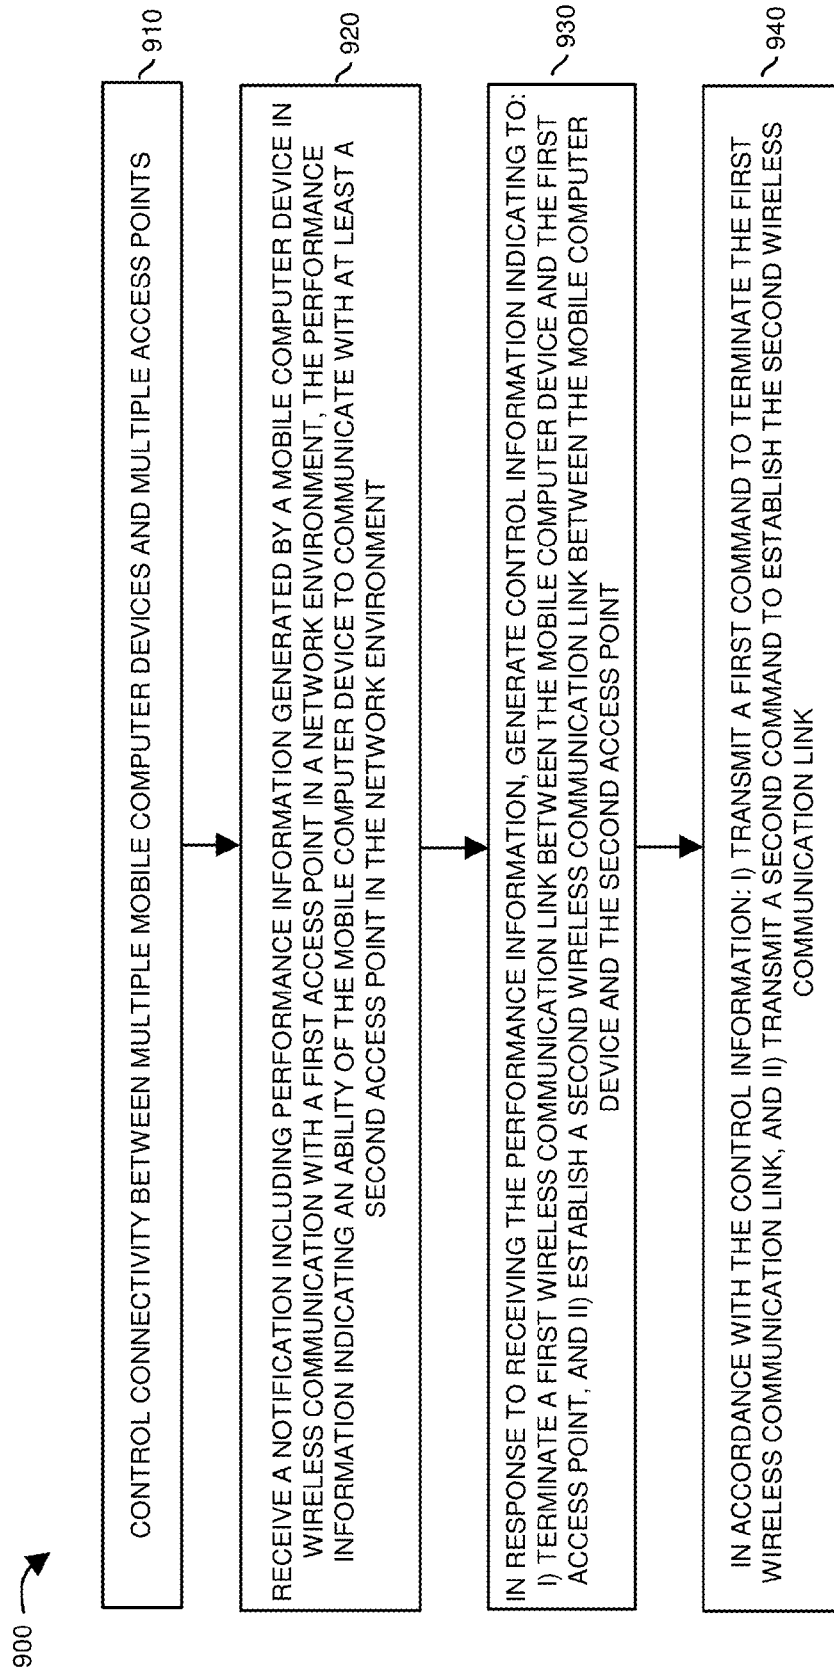 900
CONTROL CONNECTIVITY BETWEEN MULTIPLE MOBILE COMPUTER DEVICES AND MULTIPLE ACCESS POINTS
910
RECEIVE A NOTIFICATION INCLUDING PERFORMANCE INFORMATION GENERATED BY A MOBILE COMPUTER DEVICE IN
WIRELESS COMMUNICATION WITH A FIRST ACCESS POINT IN A NETWORK ENVIRONMENT, THE PERFORMANCE
INFORMATION INDICATING AN ABILITY OF THE MOBILE COMPUTER DEVICE TO COMMUNICATE WITH AT LEAST A
SECOND ACCESS POINT IN THE NETWORK ENVIRONMENT
920
IN RESPONSE TO RECEIVING THE PERFORMANCE INFORMATION, GENERATE CONTROL INFORMATION INDICATING TO:
I) TERMINATE A FIRST WIRELESS COMMUNICATION LINK BETWEEN THE MOBILE COMPUTER DEVICE AND THE FIRST
ACCESS POINT, AND II) ESTABLISH A SECOND WIRELESS COMMUNICATION LINK BETWEEN THE MOBILE COMPUTER
DEVICE AND THE SECOND ACCESS POINT
930
IN ACCORDANCE WITH THE CONTROL INFORMATION: I) TRANSMIT A FIRST COMMAND TO TERMINATE THE FIRST
WIRELESS COMMUNICATION LINK, AND II) TRANSMIT A SECOND COMMAND TO ESTABLISH THE SECOND WIRELESS
COMMUNICATION LINK
940